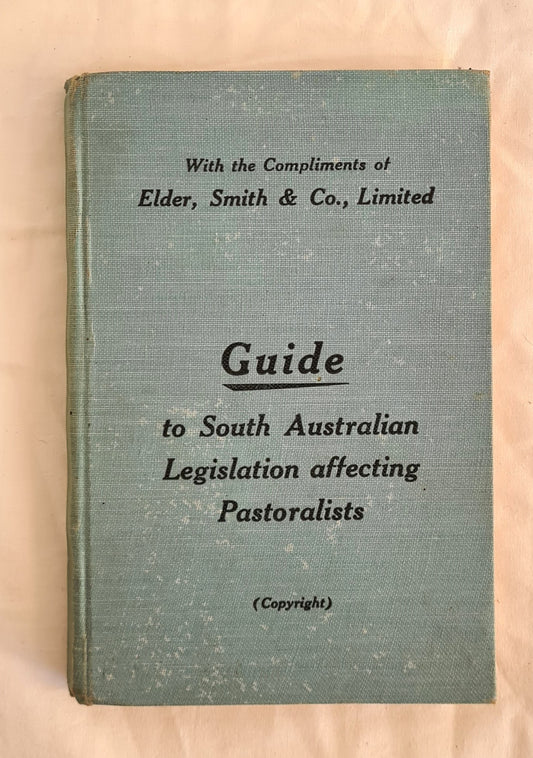 With the Compliments of
Elder, Smith & Co., Limited
Guide
to South Australian
Legislation affecting
Pastoralists
(Copyright)